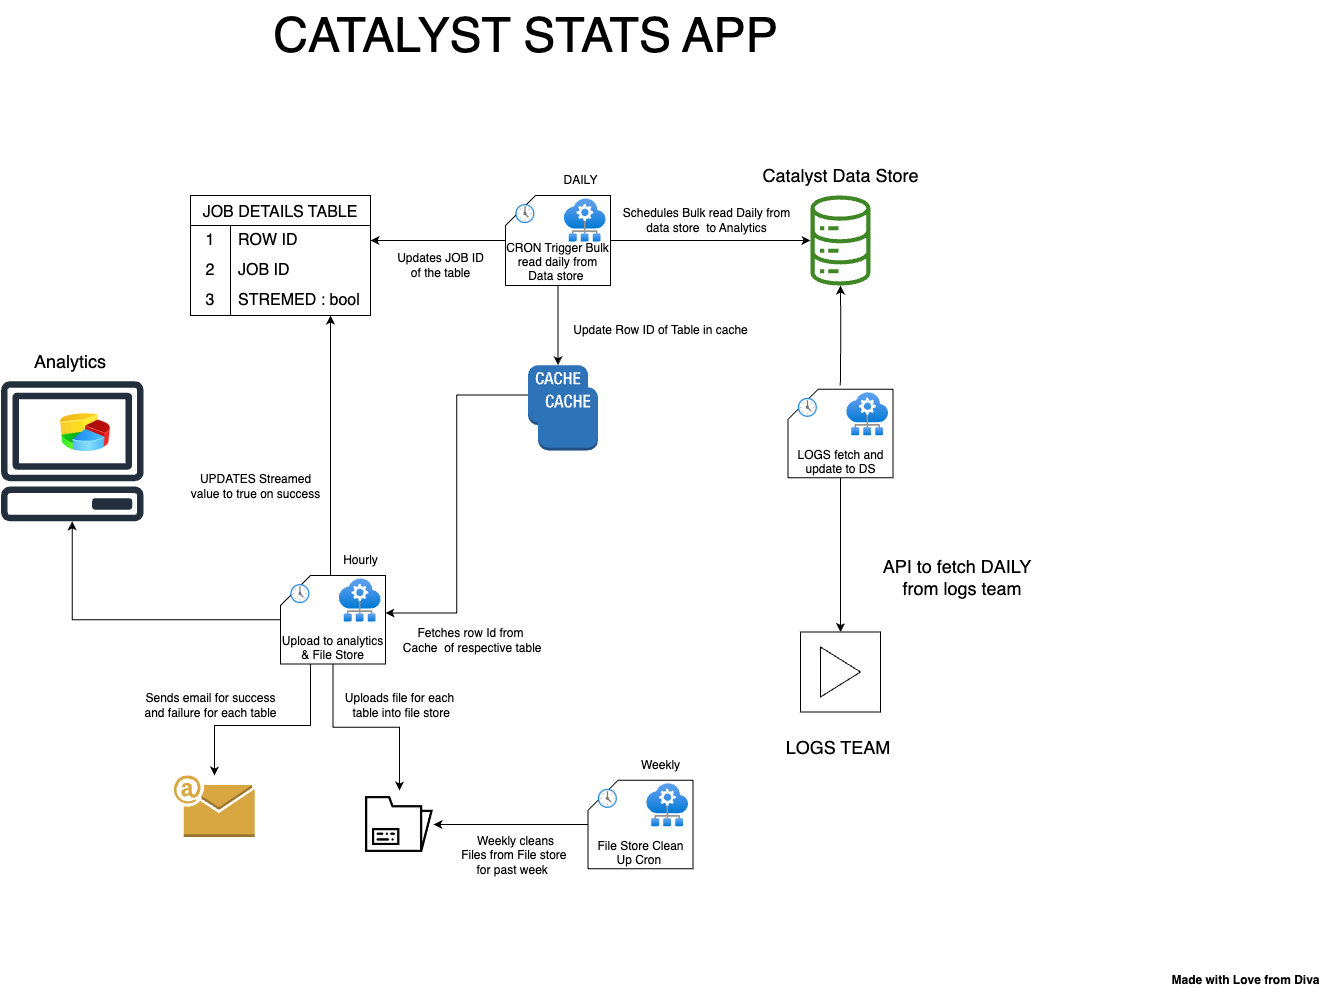 CATALYST STATS APP
DAILY
Catalyst Data Store
JOB DETAILS TABLE
1 ROW ID
2 JOB ID
3 STREMED : bool
Updates JOB ID
of the table
CRON Trigger Bulk
read daily from
Data store
Schedules Bulk read Daily from
data store to Analytics
Update Row ID of Table in cache
Analytics
CACHE
CACHE
LOGS fetch and
update to DS
UPDATES Streamed
value to true on success
Hourly
API to fetch DAILY
from logs team
Upload to analytics
& File Store
Fetches row Id from
Cache of respective table
Sends email for success
and failure for each table
Uploads file for each
table into file store
LOGS TEAM
Weekly
@
Weekly cleans
Files from File store
for past week
File Store Clean
Up Cron
Made with Love from Diva